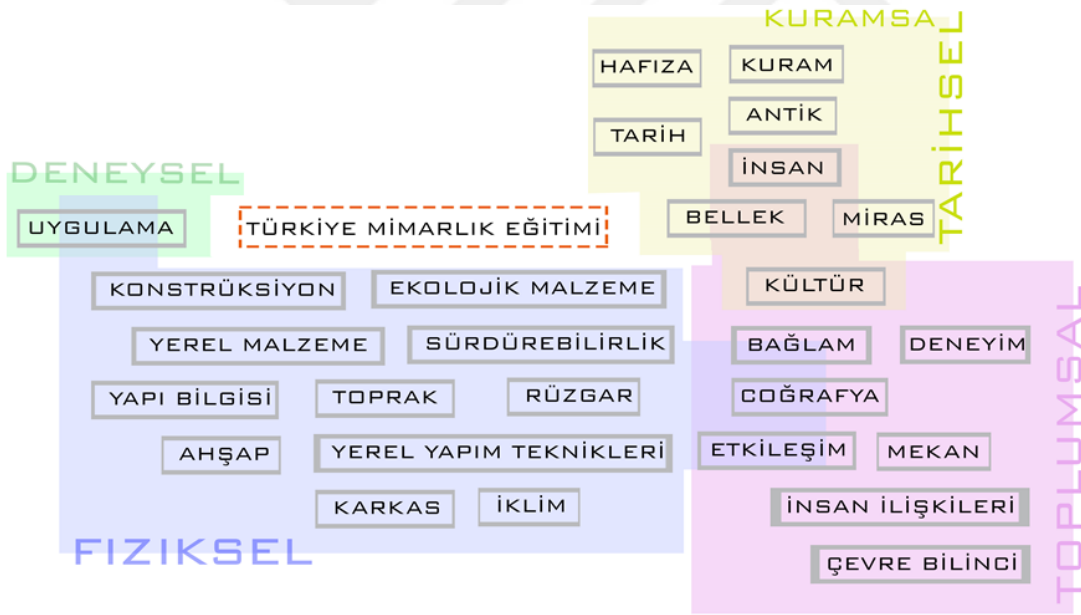 KURAMSA
TARİHSEL
HAFIZA
KURAM
TARİH
ANTİK
İNSAN
BELLEK
MİRAS
DENEYSEL
UYGULAMA
TÜRKİYE MİMARLIK EĞİTİMİ
KONSTRÜKSİYON
EKOLOJİK MALZEME
YEREL MALZEME
SÜRDÜREBİLİRLİK
YAPI BİLGİSİ
TOPRAK
RÜZGAR
AHŞAP
YEREL YAPIM TEKNİKLERİ
KARKAS
İKLİM
FIZIKSEL
KÜLTÜR
BAĞLAM
DENEYİM
COĞRAFYA
ETKİLEŞİM
MEKAN
İNSAN İLİŞKİLERİ
ÇEVRE BİLİNCİ
TOPLUMSAL